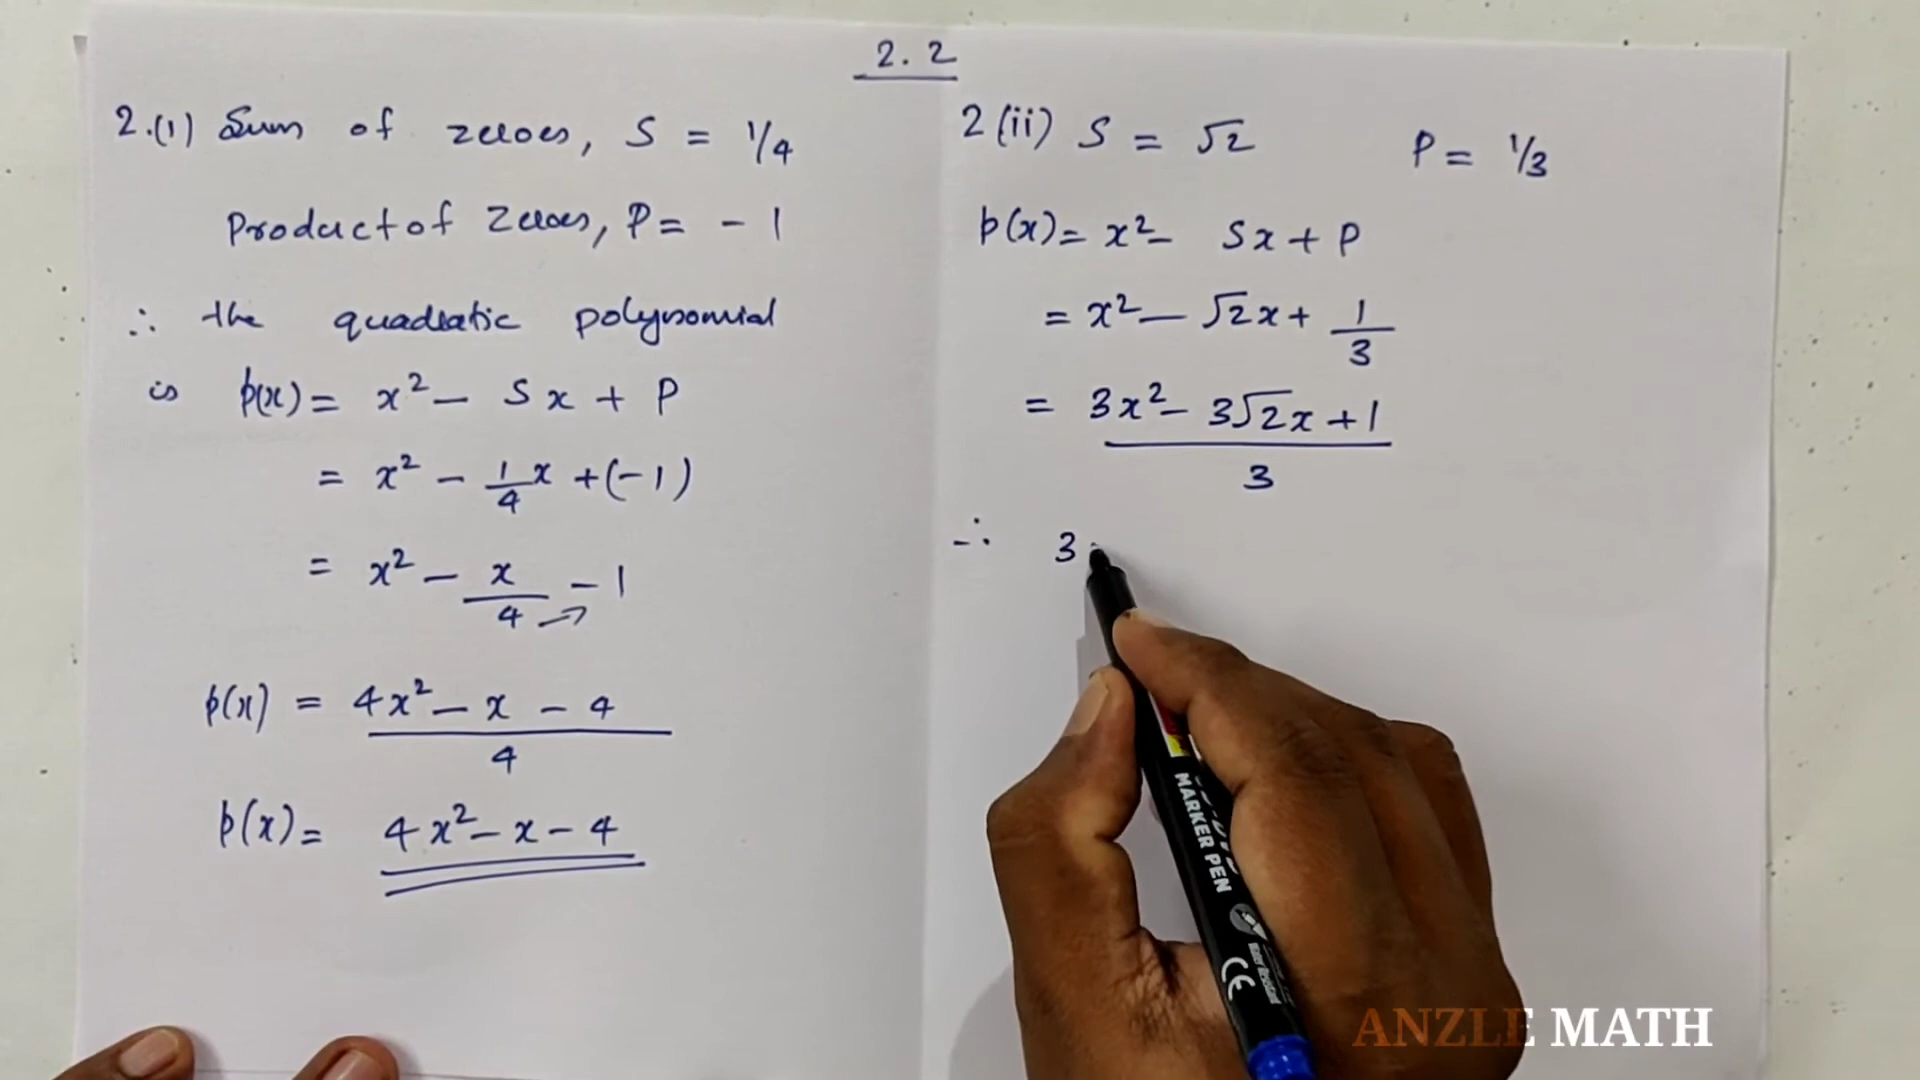 2.2
2.(1) Sum of zeroes, S = 1/4
Product of zeroes, P = - 1
∴ the quadratic polynomial
is p(x) = x² - Sx + P
= x² - 1/4 x + (-1)
= x² - x/4 - 1
p(x) = 4x² - x - 4 / 4
p(x) = 4x² - x - 4
2(ii) S = √2 P = 1/3
p(x) = x² - Sx + P
= x² - √2x + 1/3
= 3x² - 3√2x + 1 / 3
∴ 3
MARKER PEN
CE
ANZLE MATH